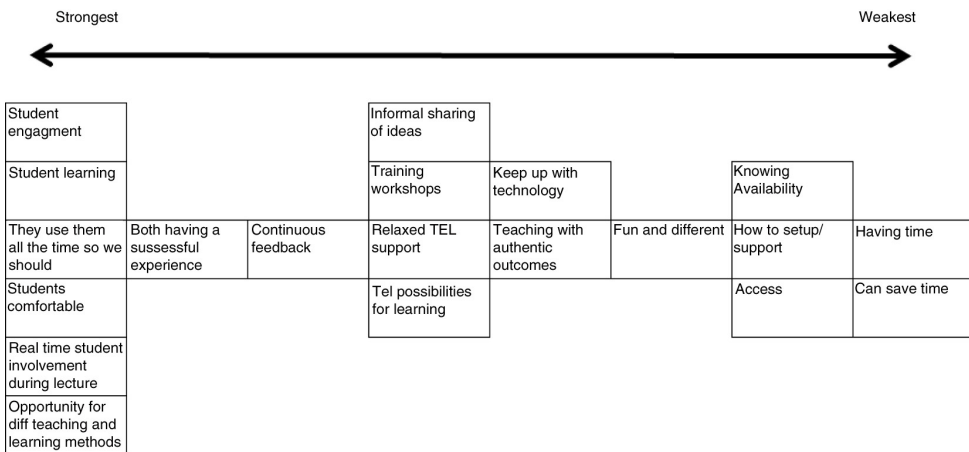 Strongest
Weakest
Student
engagment
Informal sharing
of ideas
Student learning
Training
workshops
Keep up with
technology
Knowing
Availability
They use them
all the time so we
should
Both having a
sussessful
experience
Continuous
feedback
Relaxed TEL
support
Teaching with
authentic
outcomes
Fun and different
How to setup/
support
Having time
Students
comfortable
Tel possibilities
for learning
Access
Can save time
Real time student
involvement
during lecture
Opportunity for
diff teaching and
learning methods